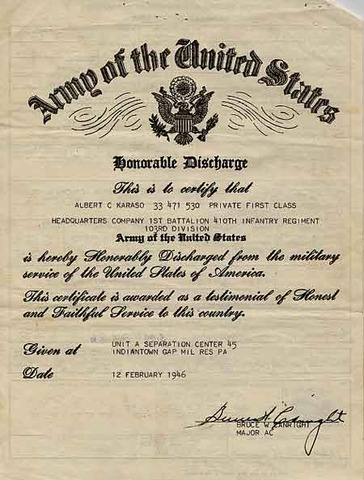 Army of the United States
Honorable Discharge
This is to certify that
ALBERT C KARASO 33 471 530 PRIVATE FIRST CLASS
HEADQUARTERS COMPANY 1ST BATTALION 410TH INFANTRY REGIMENT
103RD DIVISION
Army of the United States
is hereby Honorably Discharged from the military
service of the United States of America.
This certificate is awarded as a testimonial of Honest
and Faithful Service to this country.
Given at UNIT A SEPARATION CENTER 45
INDIANTOWN GAP MIL RES PA
Date 12 FEBRUARY 1946
BRUCE W CANRIGHT
MAJOR AC